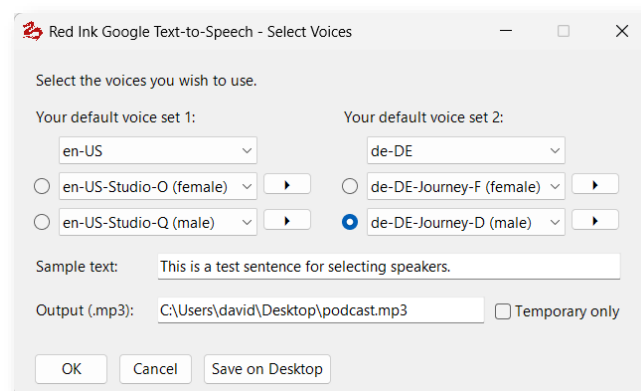 Red Ink Google Text-to-Speech - Select Voices
Select the voices you wish to use.
Your default voice set 1: Your default voice set 2:
en-US de-DE
en-US-Studio-O (female) de-DE-Journey-F (female)
en-US-Studio-Q (male) de-DE-Journey-D (male)
Sample text: This is a test sentence for selecting speakers.
Output (.mp3): C:\Users\david\Desktop\podcast.mp3 Temporary only
OK Cancel Save on Desktop